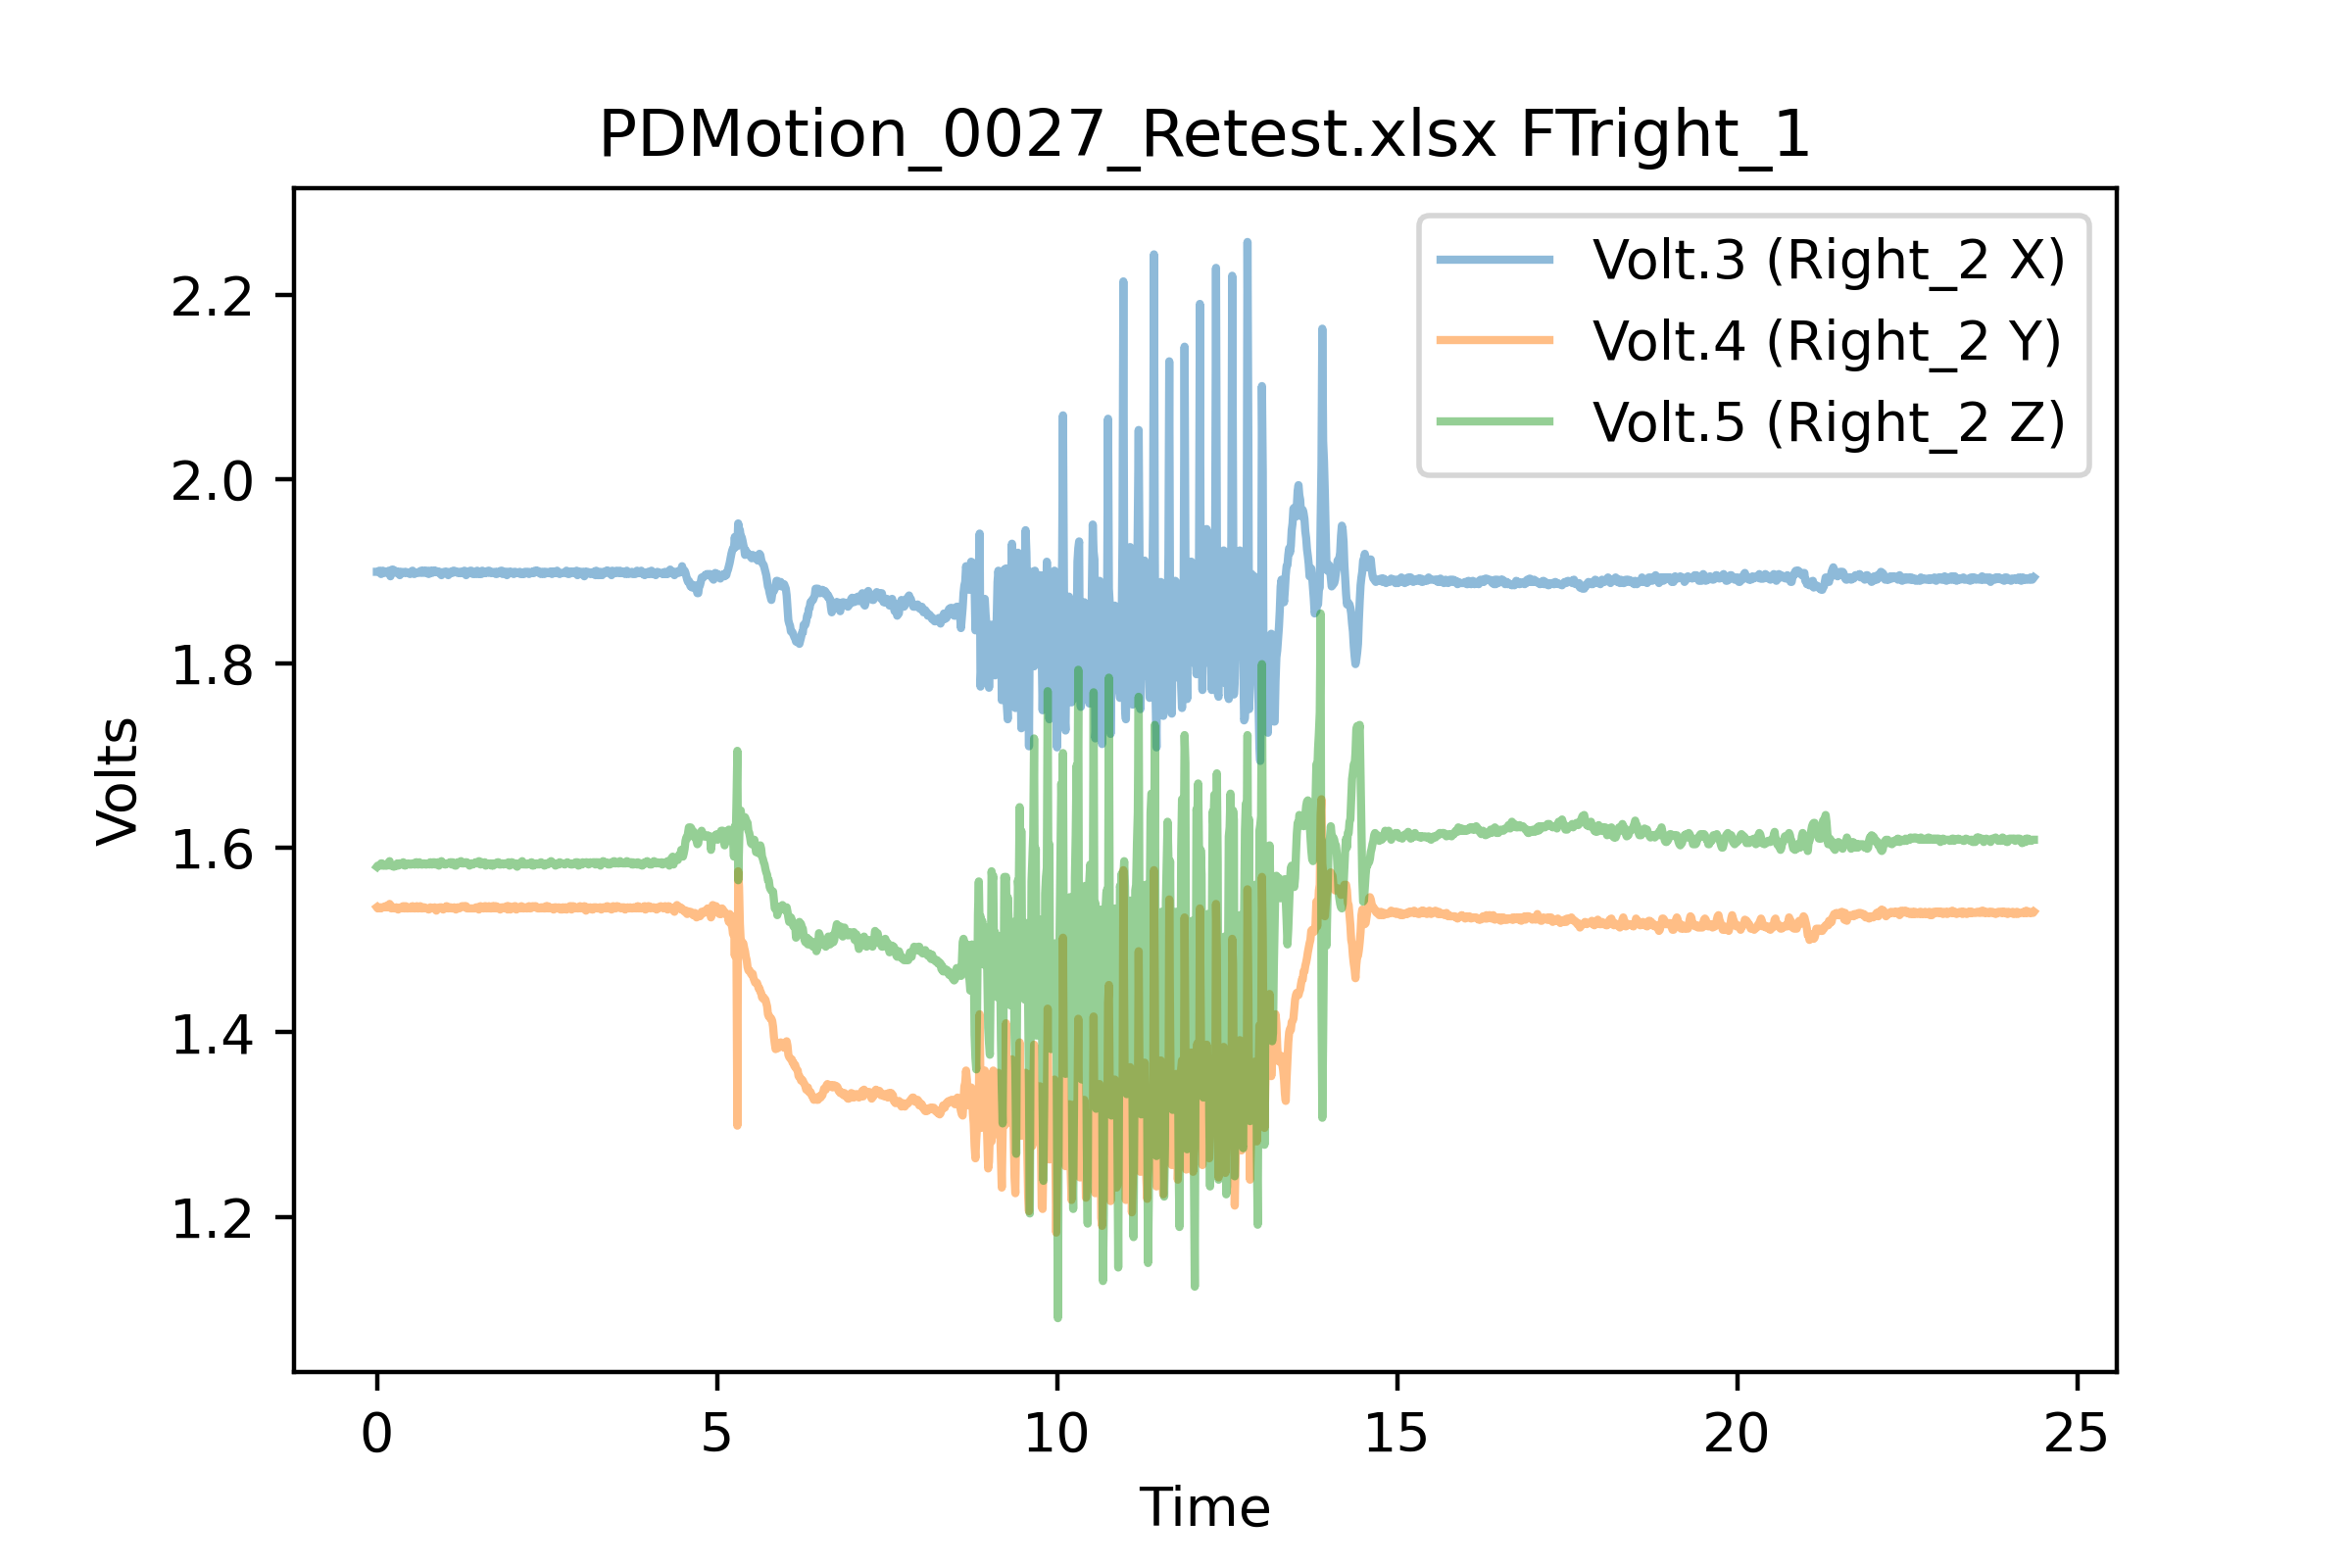 PDMotion_0027_Retest.xlsx FTright_1
Volt.3 (Right_2 X)
Volt.4 (Right_2 Y)
Volt.5 (Right_2 Z)
Volts
2.2
2.0
1.8
1.6
1.4
1.2
0 5 10 15 20 25
Time